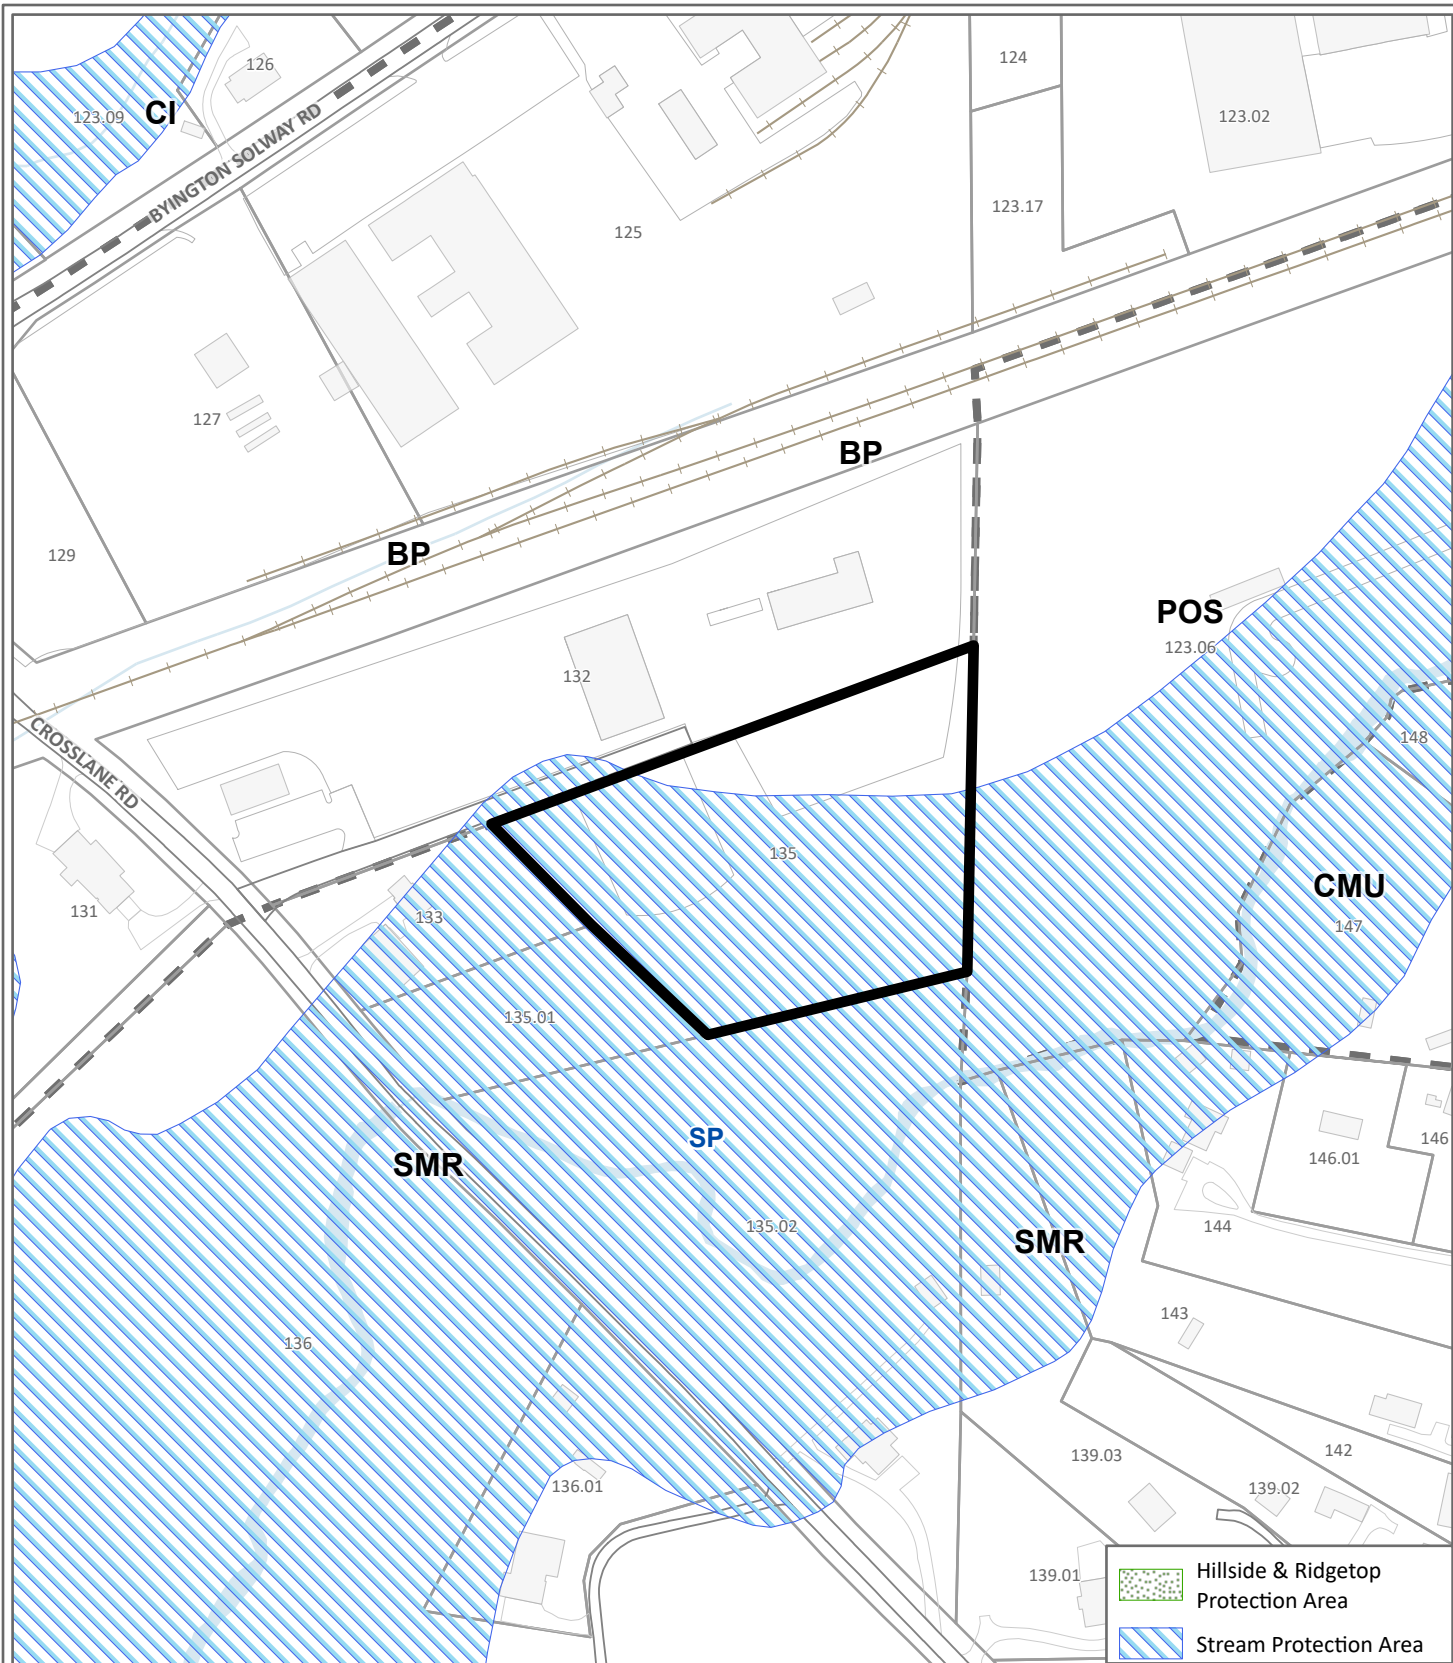 126
124
123.09
CI
123.02
BYINGTON SOLWAY RD
123.17
125
127
BP
129
BP
POS
123.06
132
148
CROSSLANE RD
135
CMU
131
133
147
135.01
SP
146
SMR
146.01
135.02
144
SMR
143
136
142
139.03
136.01
139.02
139.01
Hillside & Ridgetop
Protection Area
Stream Protection Area